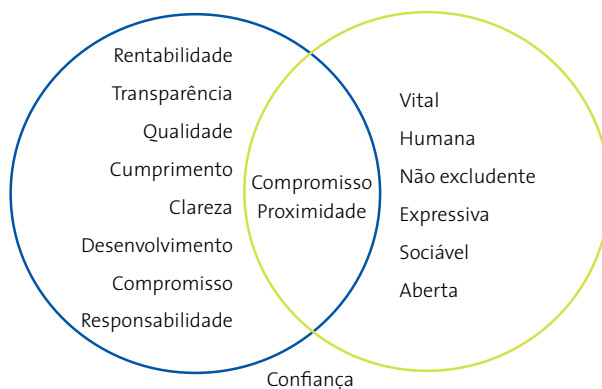 Rentabilidade
Transparência
Qualidade
Cumprimento
Clareza
Desenvolvimento
Compromisso
Responsabilidade
Compromisso
Proximidade
Vital
Humana
Não excludente
Expressiva
Sociável
Aberta
Confiança